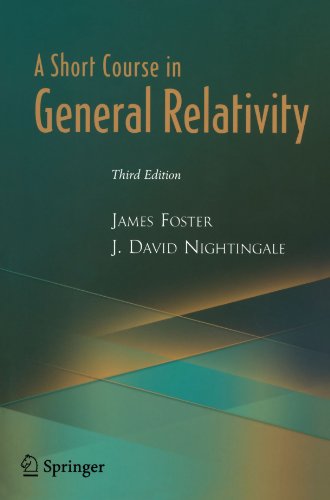 A Short Course in
General Relativity
Third Edition
James Foster
J. David Nightingale
Springer